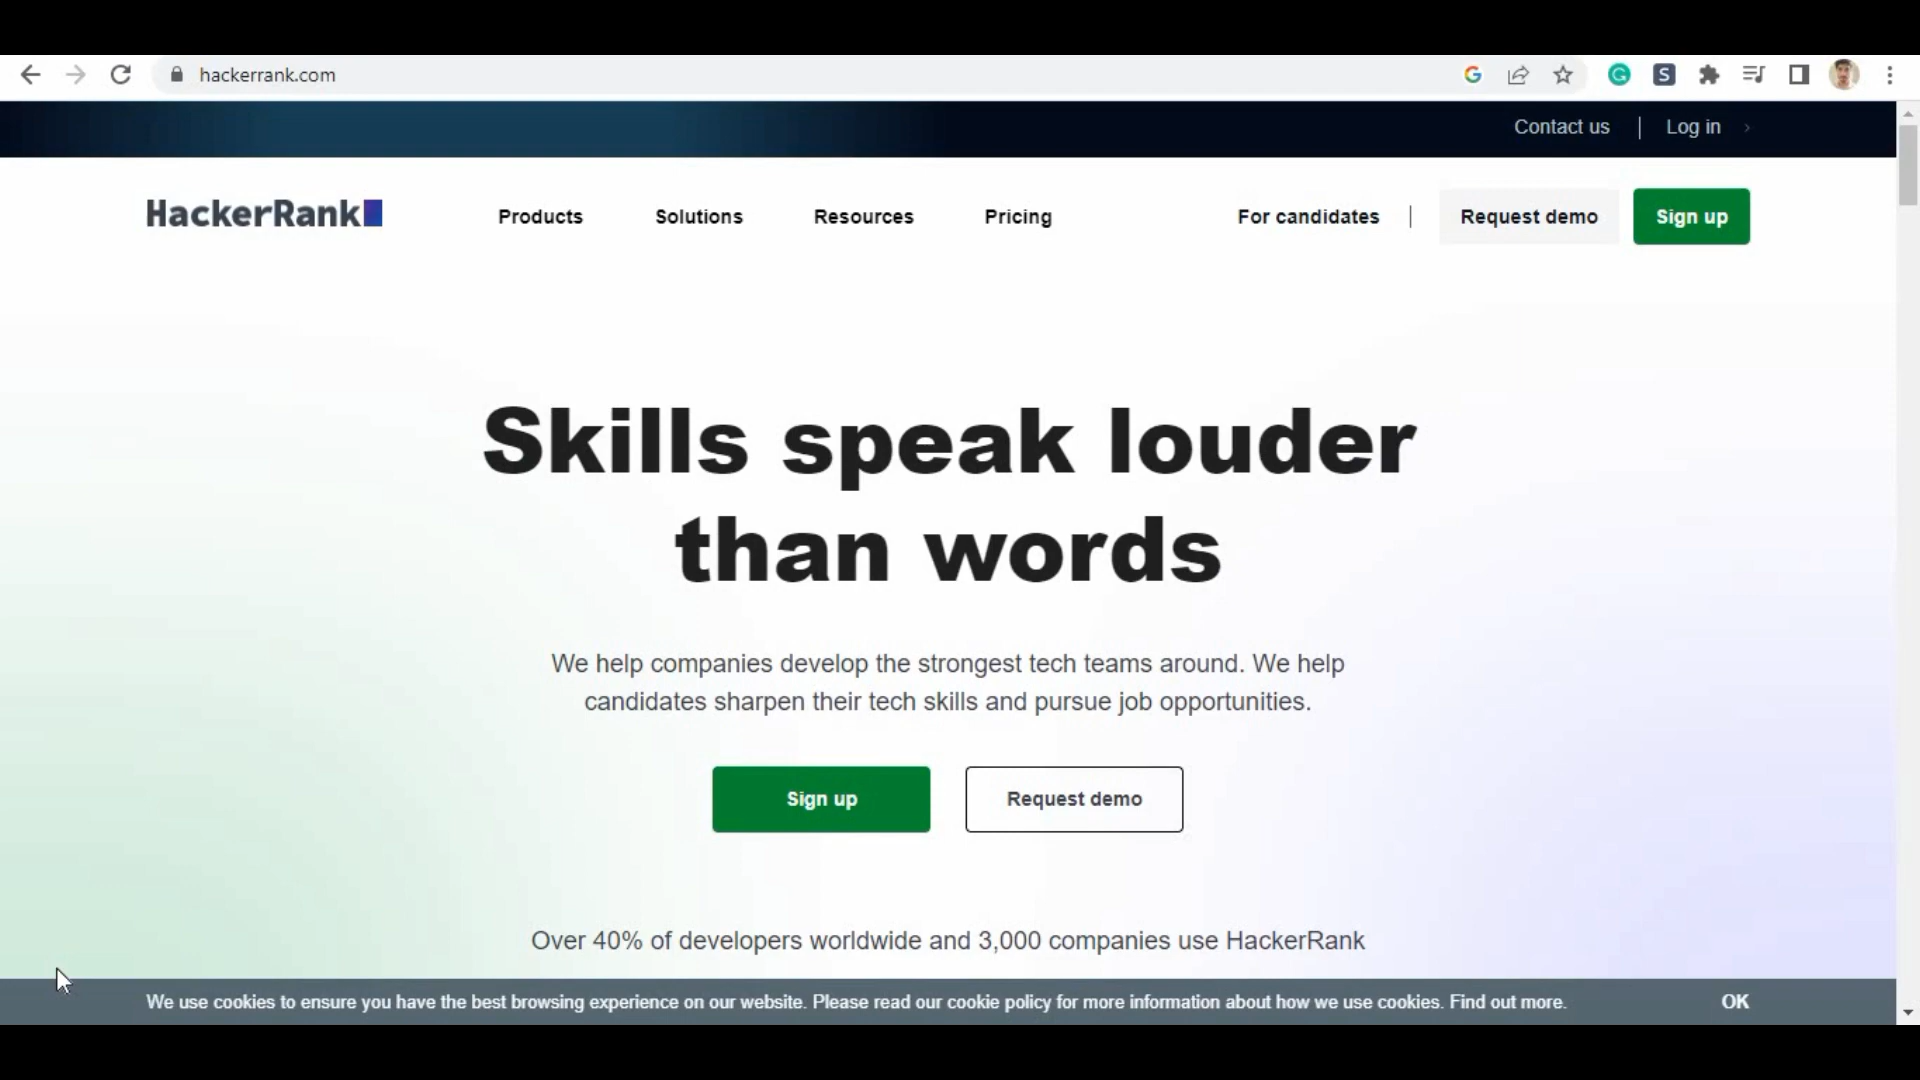 hackerrank.com
Contact us | Log in
HackerRank
Products Solutions Resources Pricing For candidates | Request demo Sign up
Skills speak louder
than words
We help companies develop the strongest tech teams around. We help
candidates sharpen their tech skills and pursue job opportunities.
Sign up Request demo
Over 40% of developers worldwide and 3,000 companies use HackerRank
We use cookies to ensure you have the best browsing experience on our website. Please read our cookie policy for more information about how we use cookies. Find out more. OK